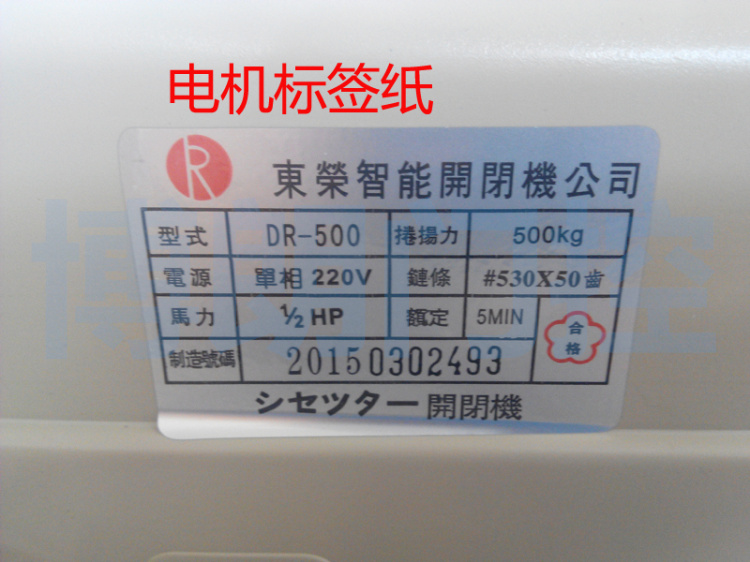 电机标签纸
R
東榮智能開閉機公司
型式 DR-500 捲揚力 500kg
電源 單相 220V 鏈條 #530X50齒
馬力 ½ HP 額定 5MIN 合格
制造號碼 20150302493
シセツター開閉機